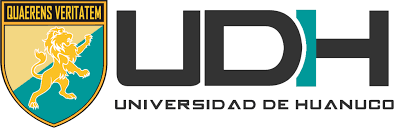 QUAERENS VERITATEM
UDH
UNIVERSIDAD DE HUANUCO